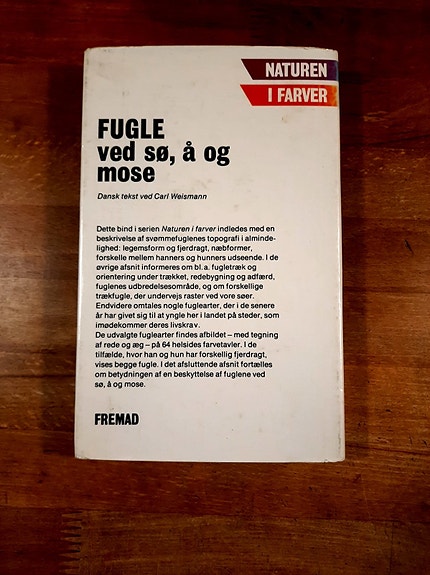 NATUREN
I FARVER
FUGLE
ved sø, å og
mose
Dansk tekst ved Carl Weismann
Dette bind i serien Naturen i farver indledes med en
beskrivelse af svømmefuglenes topografi i alminde-
lighed: legemsform og fjerdragt, næbformer,
forskelle mellem hanners og hunners udseende. I de
øvrige afsnit informeres om bl.a. fugletræk og
orientering under trækket, redebygning og adfærd,
fuglenes udbredelsesområde, og om forskellige
trækfugle, der undervejs raster ved vore søer.
Endvidere omtales nogle fuglearter, der i de senere
år har givet sig til at yngle her i landet på steder, som
imødekommer deres livskrav.
De udvalgte fuglearter findes afbildet – med tegning
af rede og æg – på 64 helsides farvetavler. I de
tilfælde, hvor han og hun har forskellig fjerdragt,
vises begge fugle. I det afsluttende afsnit fortælles
om betydningen af en beskyttelse af fuglene ved
sø, å og mose.
FREMAD